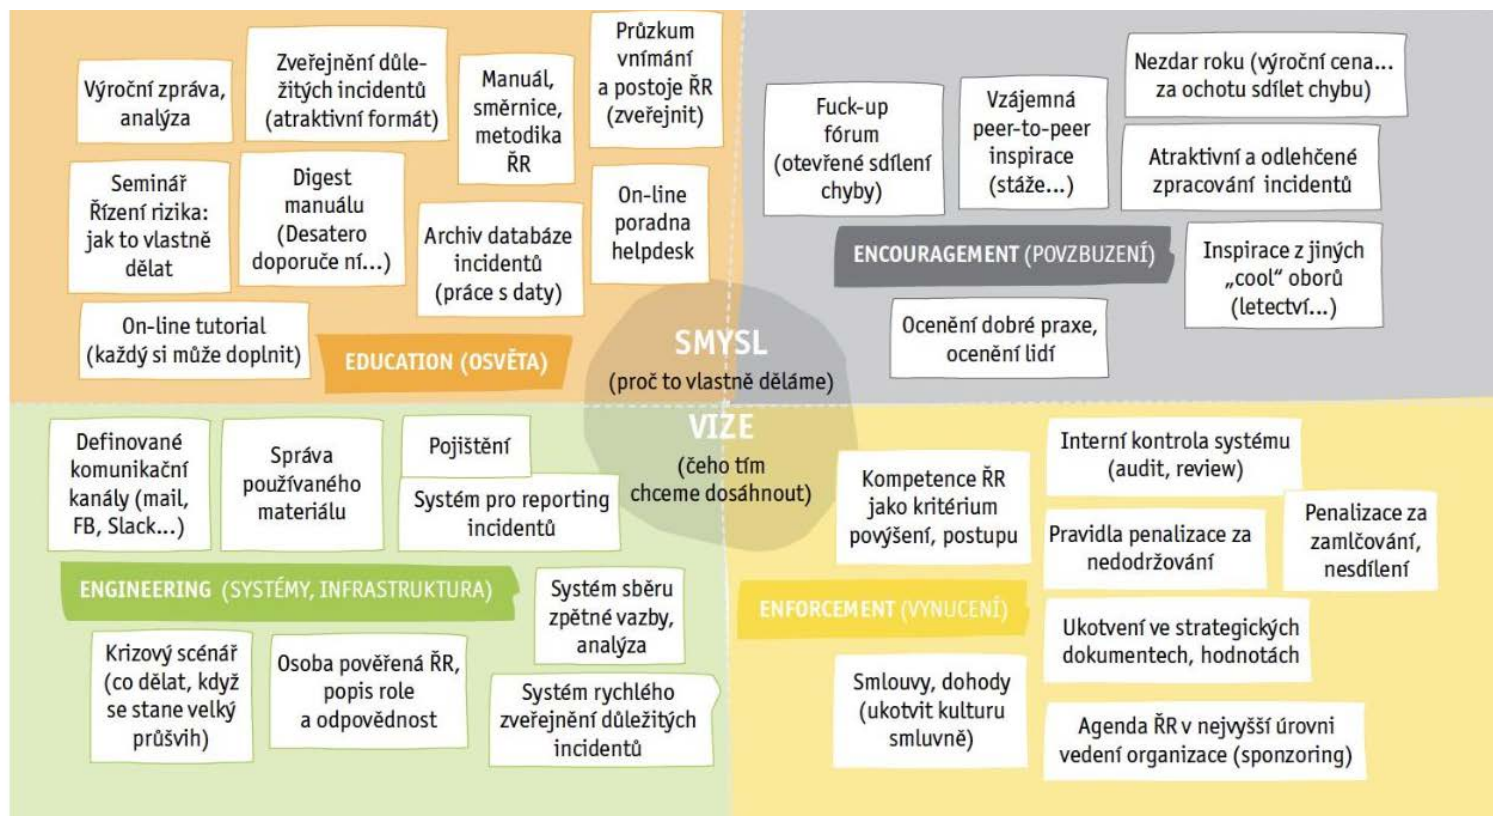 Výroční zpráva,
analýza
Zveřejnění důle-
žitých incidentů
(atraktivní formát)
Manuál,
směrnice,
metodika
ŘR
Průzkum
vnímání
a postoje ŘR
(zveřejnit)
Seminář
Řízení rizika:
jak to vlastně
dělat
Digest
manuálu
(Desatero
doporuče ní...)
Archiv databáze
incidentů
(práce s daty)
On-line
poradna
helpdesk
On-line tutorial
(každý si může doplnit)
EDUCATION (OSVĚTA)
Fuck-up
fórum
(otevřené sdílení
chyby)
Vzájemná
peer-to-peer
inspirace
(stáže...)
Nezdar roku (výroční cena...
za ochotu sdílet chybu)
Atraktivní a odlehčené
zpracování incidentů
ENCOURAGEMENT (POVZBUZENÍ)
Inspirace z jiných
„cool“ oborů
(letectví...)
Ocenění dobré praxe,
ocenění lidí
SMYSL
(proč to vlastně děláme)
VIZE
(čeho tím
chceme dosáhnout)
Definované
komunikační
kanály (mail,
FB, Slack...)
Správa
používaného
materiálu
Pojištění
Systém pro reporting
incidentů
ENGINEERING (SYSTÉMY, INFRASTRUKTURA)
Systém sběru
zpětné vazby,
analýza
Krizový scénář
(co dělat, když
se stane velký
průšvih)
Osoba pověřená ŘR,
popis role
a odpovědnost
Systém rychlého
zveřejnění důležitých
incidentů
Kompetence ŘR
jako kritérium
povýšení, postupu
Interní kontrola systému
(audit, review)
Pravidla penalizace za
nedodržování
Penalizace za
zamlčování,
nesdílení
ENFORCEMENT (VYNUCENÍ)
Ukotvení ve strategických
dokumentech, hodnotách
Smlouvy, dohody
(ukotvit kulturu
smluvně)
Agenda ŘR v nejvyšší úrovni
vedení organizace (sponzoring)